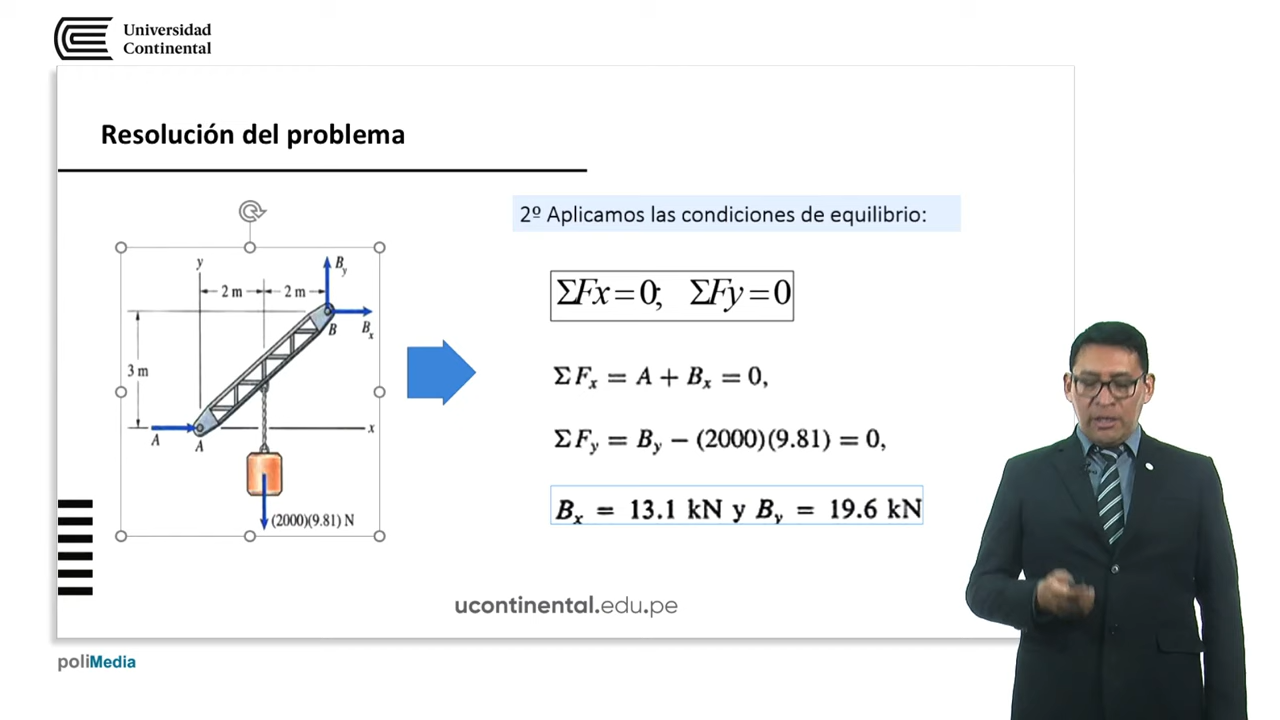 Universidad
Continental
Resolución del problema
2º Aplicamos las condiciones de equilibrio:
ΣFx=0; ΣFy=0
y
2 m
2 m
B_y
B
B_x
3 m
A
A
x
(2000)(9.81) N
ΣF_x = A + B_x = 0,
ΣF_y = B_y − (2000)(9.81) = 0,
B_x = 13.1 kN y B_y = 19.6 kN
ucontinental.edu.pe
poliMedia